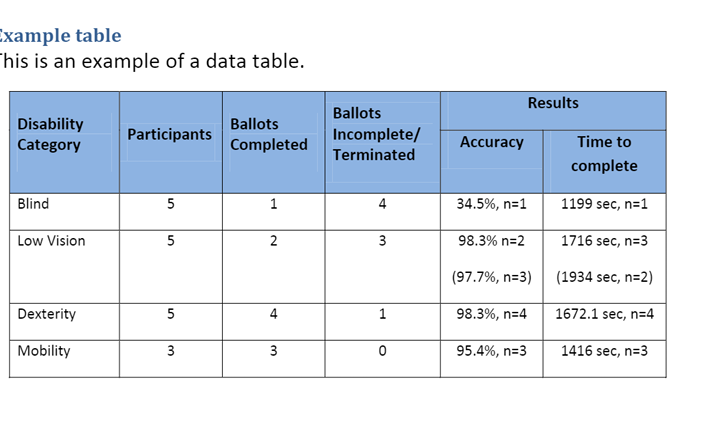 Example table
This is an example of a data table.
Disability Category Participants Ballots Completed Ballots Incomplete/ Terminated Results
Accuracy Time to complete
Blind 5 1 4 34.5%, n=1 1199 sec, n=1
Low Vision 5 2 3 98.3% n=2 1716 sec, n=3
(97.7%, n=3) (1934 sec, n=2)
Dexterity 5 4 1 98.3%, n=4 1672.1 sec, n=4
Mobility 3 3 0 95.4%, n=3 1416 sec, n=3